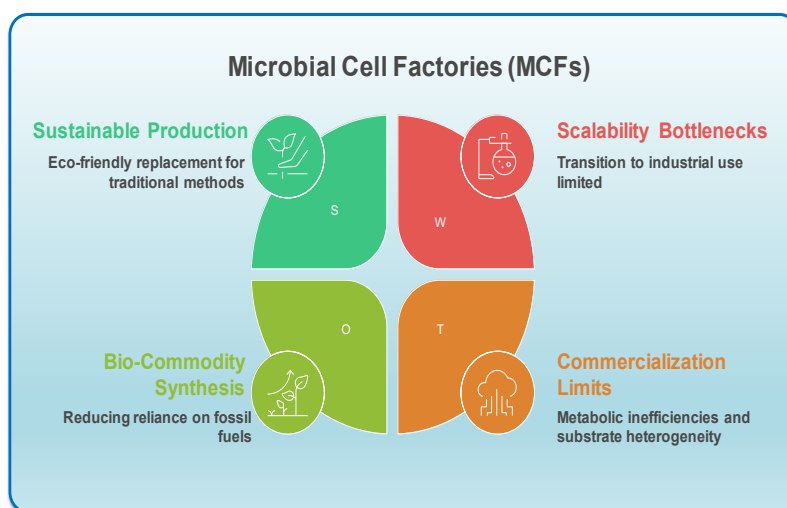 Microbial Cell Factories (MCFs)
Sustainable Production
Eco-friendly replacement for
traditional methods
S
W
Scalability Bottlenecks
Transition to industrial use
limited
Bio-Commodity
Synthesis
Reducing reliance on fossil
fuels
O
T
Commercialization
Limits
Metabolic inefficiencies and
substrate heterogeneity